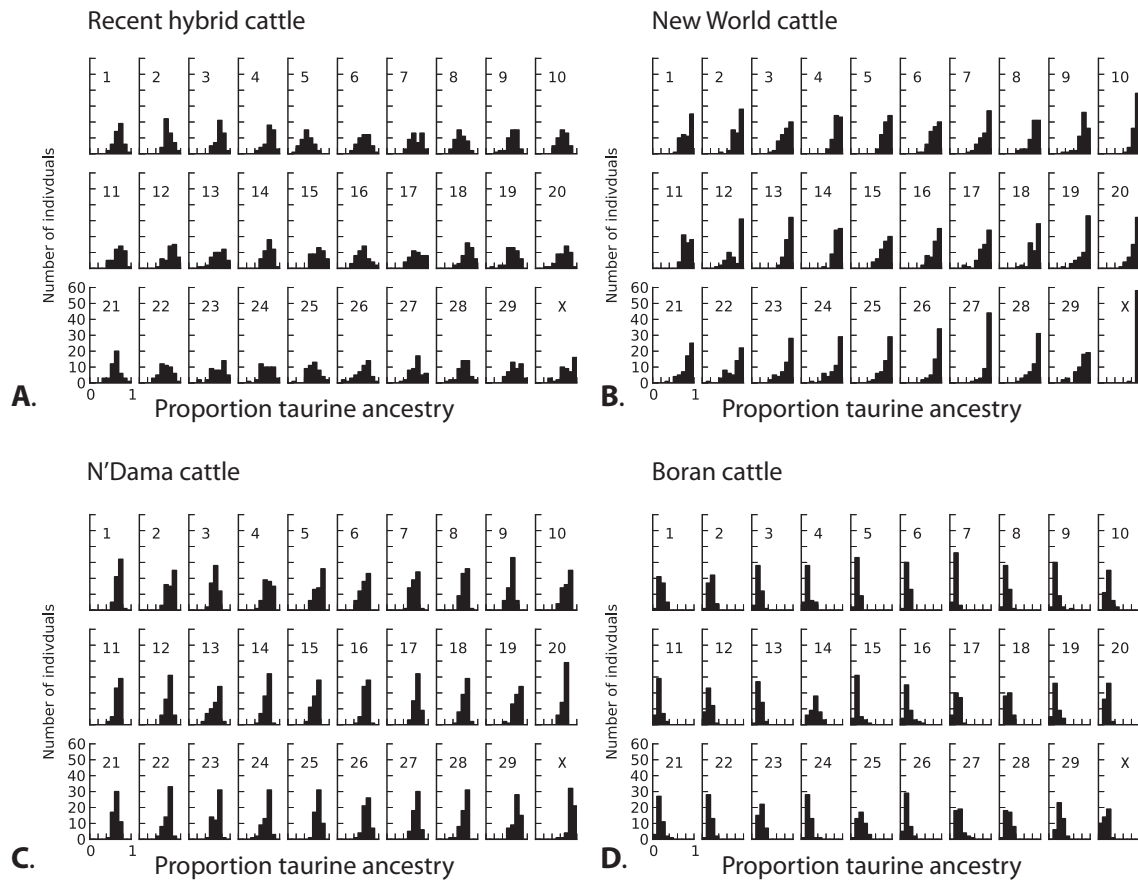 Recent hybrid cattle
New World cattle
1 2 3 4 5 6 7 8 9 10
1 2 3 4 5 6 7 8 9 10
11 12 13 14 15 16 17 18 19 20
11 12 13 14 15 16 17 18 19 20
Number of indivduals
Number of indivduals
60
50
40
30
20
10
0
21 22 23 24 25 26 27 28 29 X
60
50
40
30
20
10
0
21 22 23 24 25 26 27 28 29 X
0 1
0 1
A.
Proportion taurine ancestry
B.
Proportion taurine ancestry
N'Dama cattle
Boran cattle
1 2 3 4 5 6 7 8 9 10
1 2 3 4 5 6 7 8 9 10
11 12 13 14 15 16 17 18 19 20
11 12 13 14 15 16 17 18 19 20
Number of indivduals
Number of indivduals
60
50
40
30
20
10
0
21 22 23 24 25 26 27 28 29 X
60
50
40
30
20
10
0
21 22 23 24 25 26 27 28 29 X
0 1
0 1
C.
Proportion taurine ancestry
D.
Proportion taurine ancestry